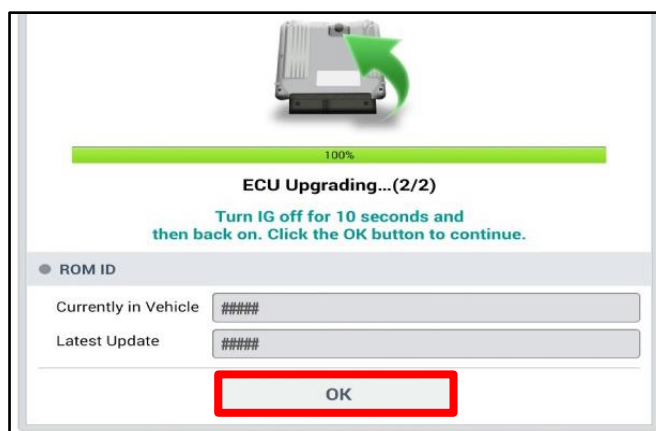 100%
ECU Upgrading...(2/2)
Turn IG off for 10 seconds and
then back on. Click the OK button to continue.
ROM ID
Currently in Vehicle #####
Latest Update #####
OK